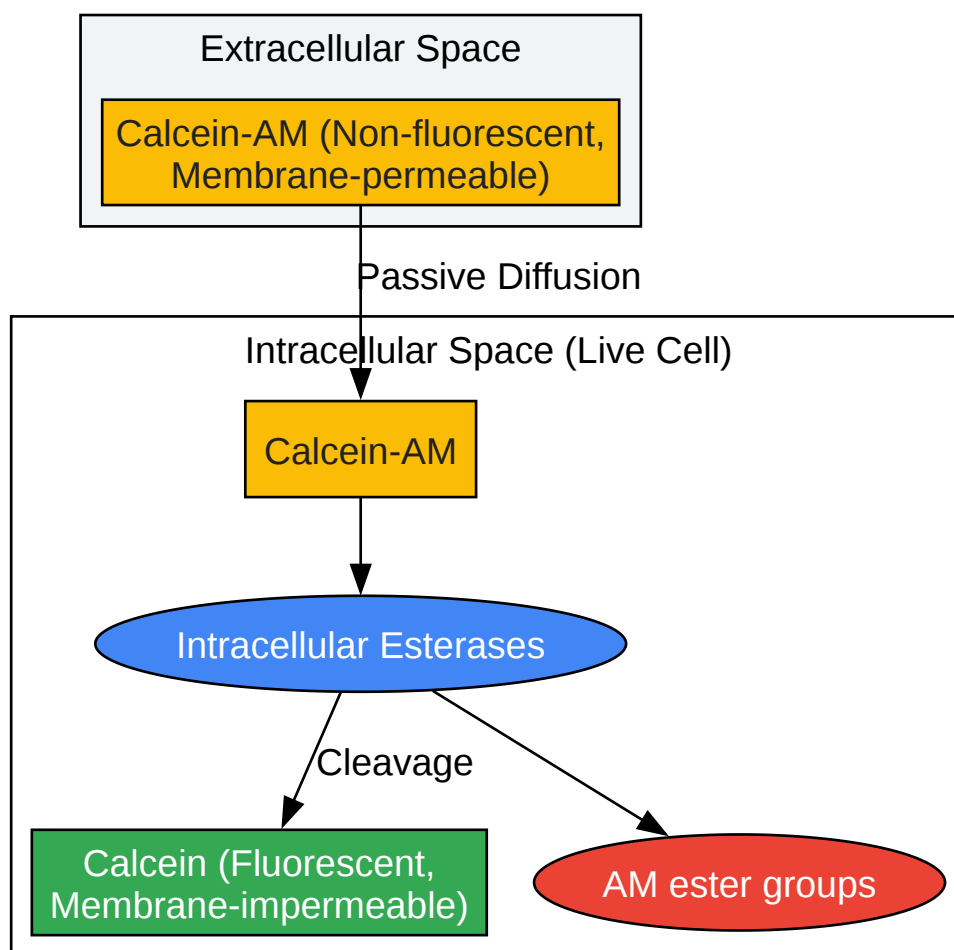 Extracellular Space
Calcein-AM (Non-fluorescent,
Membrane-permeable)
Passive Diffusion
Intracellular Space (Live Cell)
Calcein-AM
Intracellular Esterases
Cleavage
Calcein (Fluorescent,
Membrane-impermeable)
AM ester groups